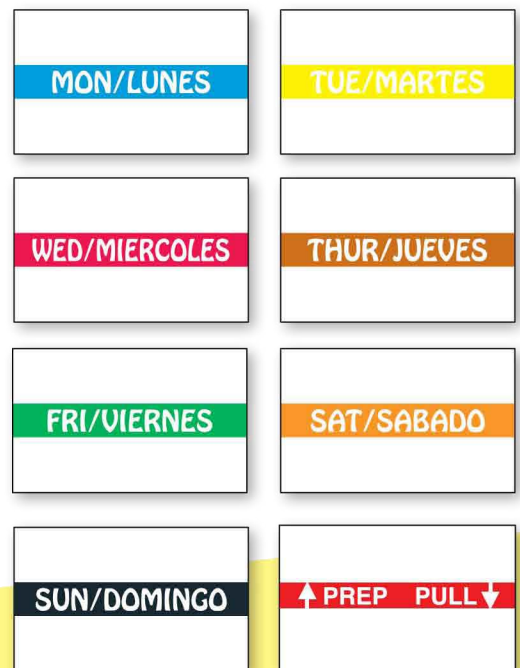 MON/LUNES
TUE/MARTES
WED/MIERCOLES
THUR/JUEVES
FRI/VIERNES
SAT/SABADO
SUN/DOMINGO
PREP PULL